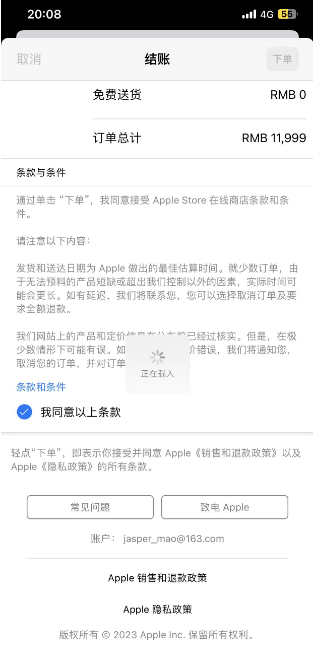 20:08
4G
55
取消
结账
下单
免费送货
RMB 0
订单总计
RMB 11,999
条款与条件
通过单击 “下单”，我同意接受 Apple Store 在线商店条款和条
件。
请注意以下内容：
发货和送达日期为 Apple 做出的最佳估算时间。就少数订单，由
于无法预料的产品短缺或超出我们控制以外的因素，实际时间可
能会更长。如有延迟，我们将联系您，您可以选择取消订单及要
求全额退款。
我们网站上的产品和定价信息在分布前已经过核实。但是，在极
少数情形下可能有误。如 价错误，我们将通知您，
取消您的订单，并对订单
正在载入
条款和条件
我同意以上条款
轻点“下单”，即表示你接受并同意 Apple《销售和退款政策》以及
Apple《隐私政策》的所有条款。
常见问题
致电 Apple
账户： jasper_mao@163.com
Apple 销售和退款政策
Apple 隐私政策
版权所有 © 2023 Apple Inc. 保留所有权利。